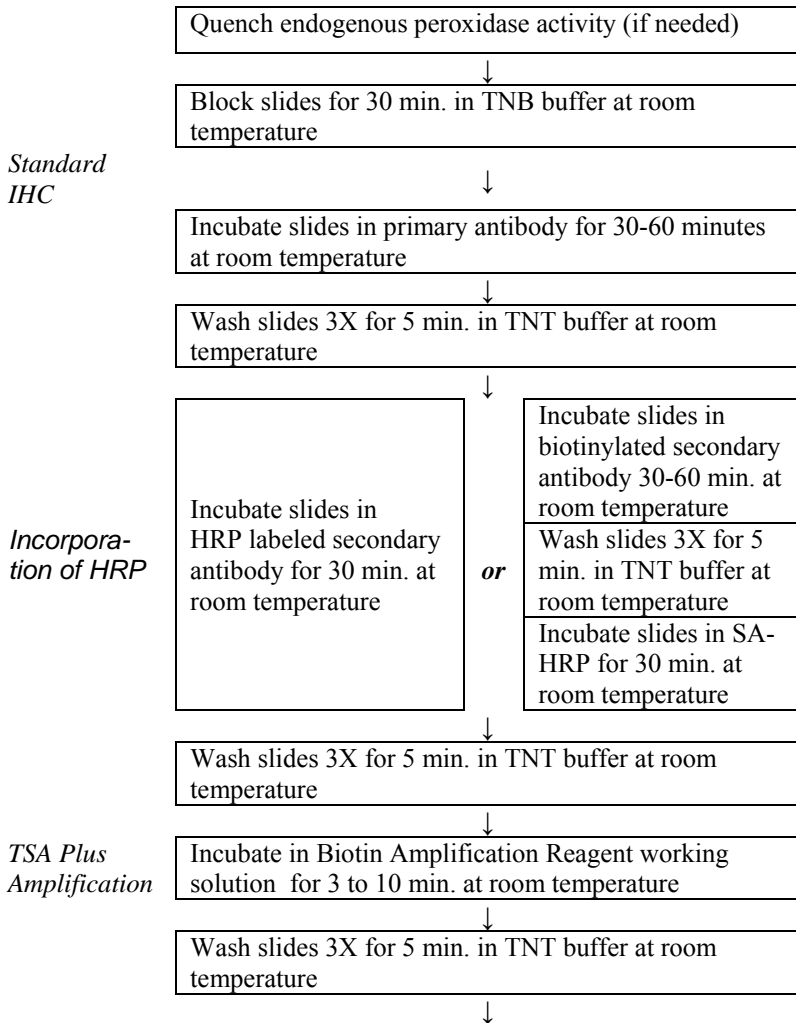 Quench endogenous peroxidase activity (if needed)
↓
Block slides for 30 min. in TNB buffer at room
temperature
Standard
IHC
↓
Incubate slides in primary antibody for 30-60 minutes
at room temperature
↓
Wash slides 3X for 5 min. in TNT buffer at room
temperature
↓
Incorpora-
tion of HRP
Incubate slides in
HRP labeled secondary
antibody for 30 min. at
room temperature
or
Incubate slides in
biotinylated secondary
antibody 30-60 min. at
room temperature
Wash slides 3X for 5
min. in TNT buffer at
room temperature
Incubate slides in SA-
HRP for 30 min. at
room temperature
↓
Wash slides 3X for 5 min. in TNT buffer at room
temperature
↓
TSA Plus
Amplification
Incubate in Biotin Amplification Reagent working
solution  for 3 to 10 min. at room temperature
↓
Wash slides 3X for 5 min. in TNT buffer at room
temperature
↓